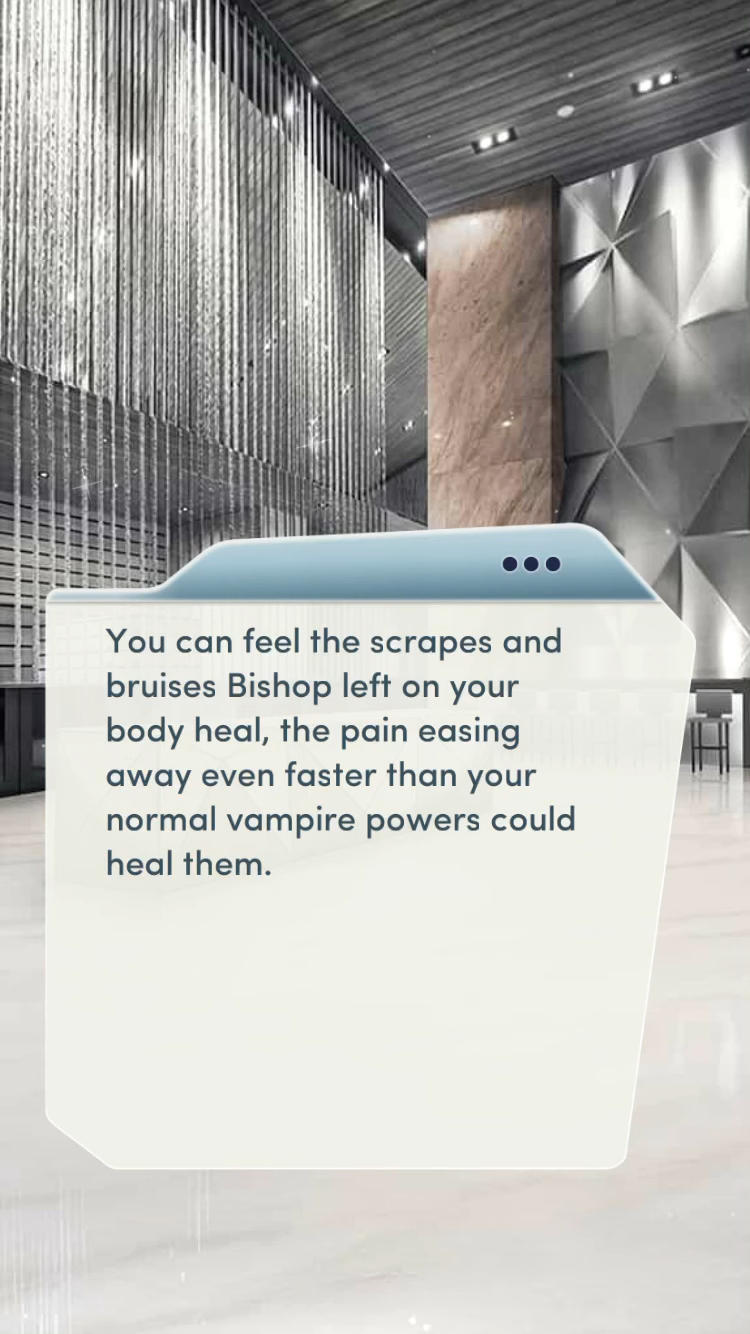 You can feel the scrapes and
bruises Bishop left on your
body heal, the pain easing
away even faster than your
normal vampire powers could
heal them.